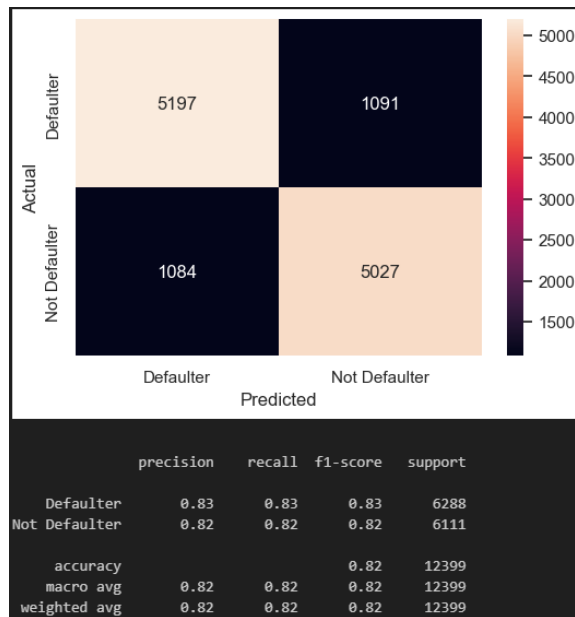 5000
4500
4000
3500
3000
2500
2000
1500
Actual
Defaulter
Not Defaulter
5197 1091
1084 5027
Defaulter Not Defaulter
Predicted
precision recall f1-score support
Defaulter 0.83 0.83 0.83 6288
Not Defaulter 0.82 0.82 0.82 6111
accuracy 0.82 12399
macro avg 0.82 0.82 0.82 12399
weighted avg 0.82 0.82 0.82 12399